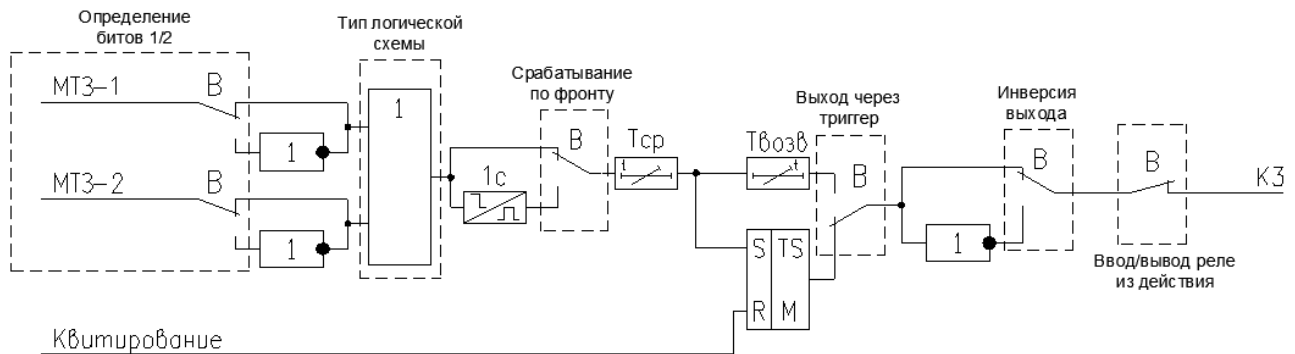 Определение
битов 1/2
Тип логической
схемы
Срабатывание
по фронту
Выход через
триггер
Инверсия
выхода
МТЗ-1
В
1
1
МТЗ-2
В
1
1с
В
Тср
Твозв
В
1
В
В
К3
S
TS
R
M
Ввод/вывод реле
из действия
Квитирование